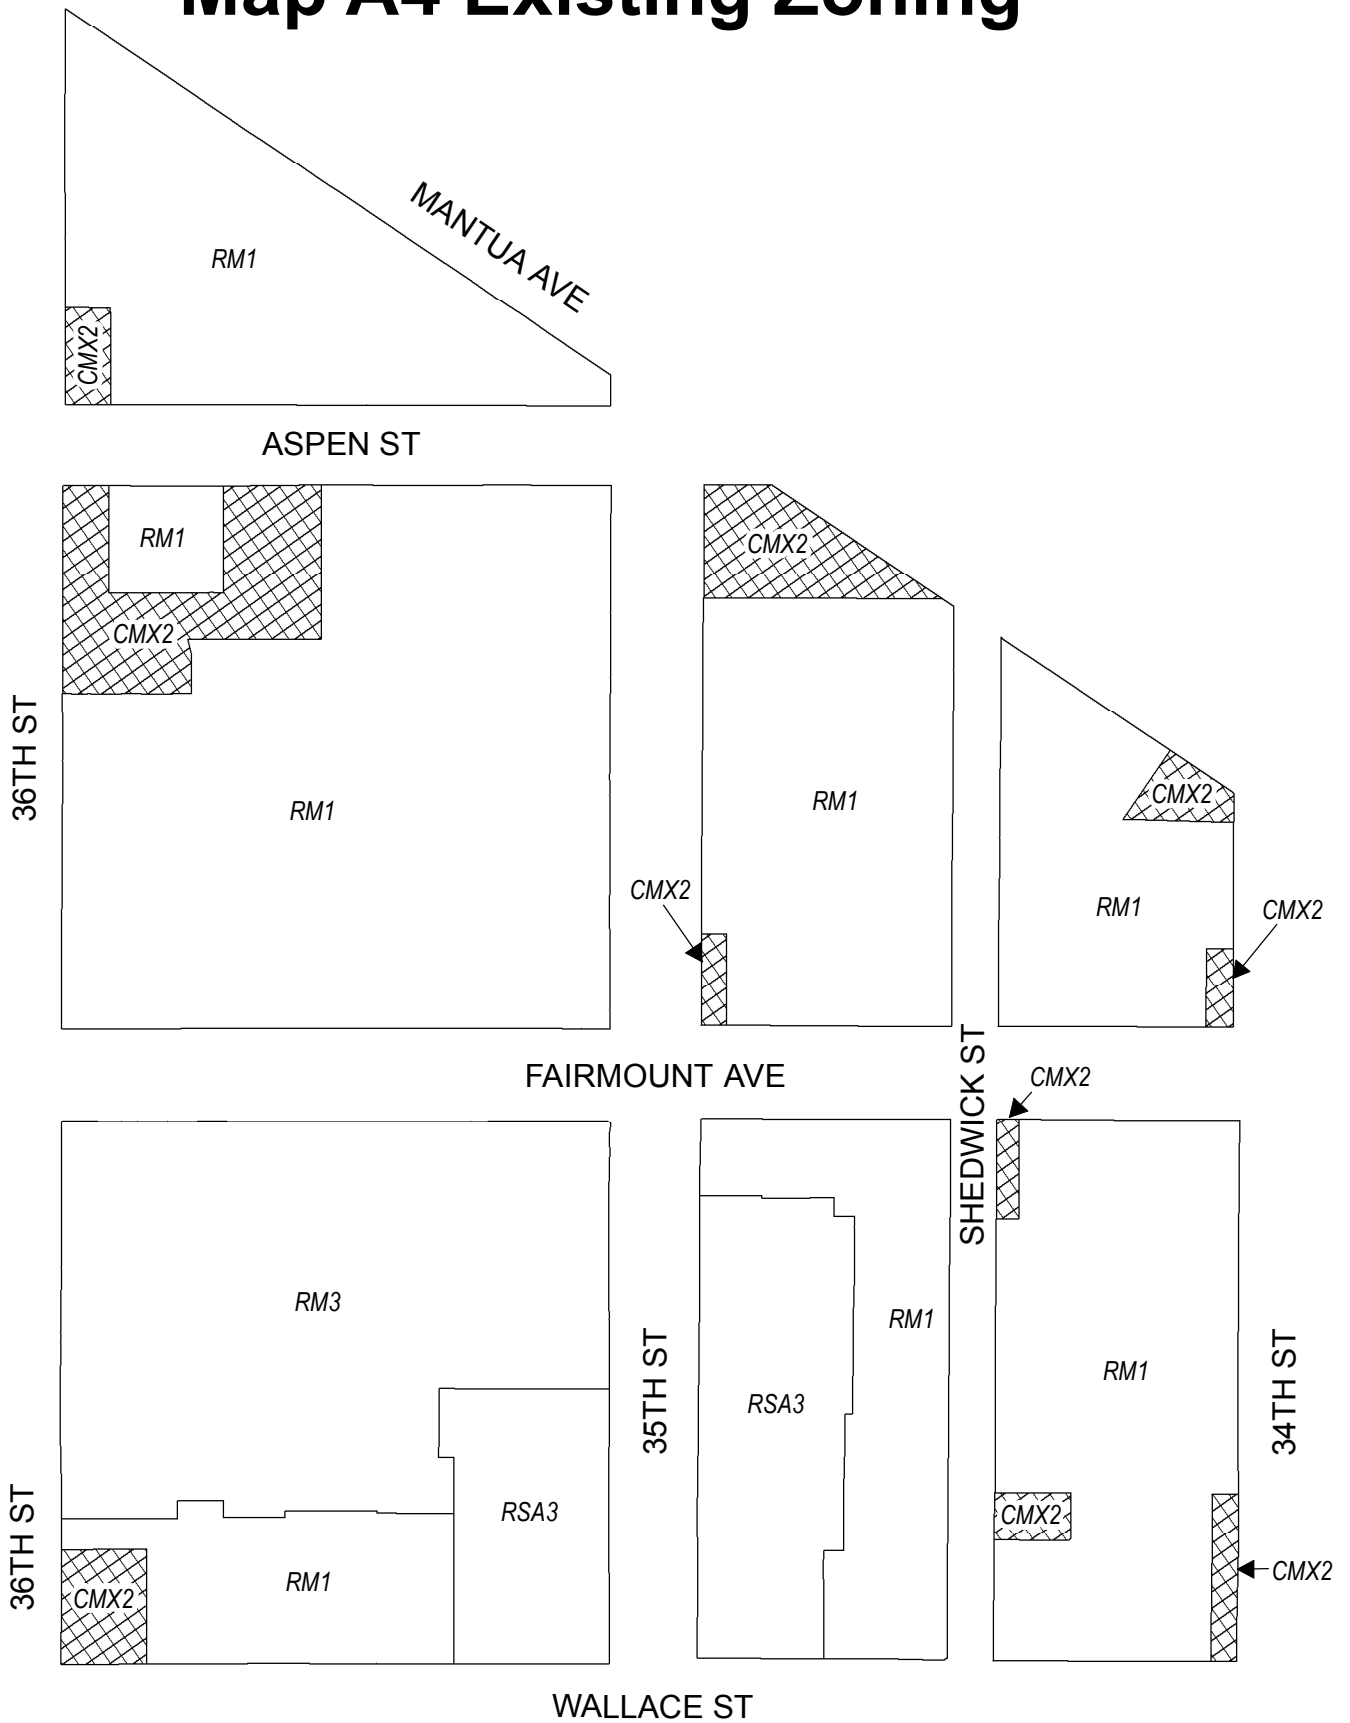 Map A4 Existing Zoning
MANTUA AVE
RM1
CMX2
ASPEN ST
RM1
CMX2
CMX2
36TH ST
RM1
RM1
CMX2
CMX2
RM1
CMX2
FAIRMOUNT AVE
SHEDWICK ST
CMX2
RM3
RM1
35TH ST
RSA3
RM1
34TH ST
36TH ST
RSA3
CMX2
RM1
CMX2
CMX2
WALLACE ST